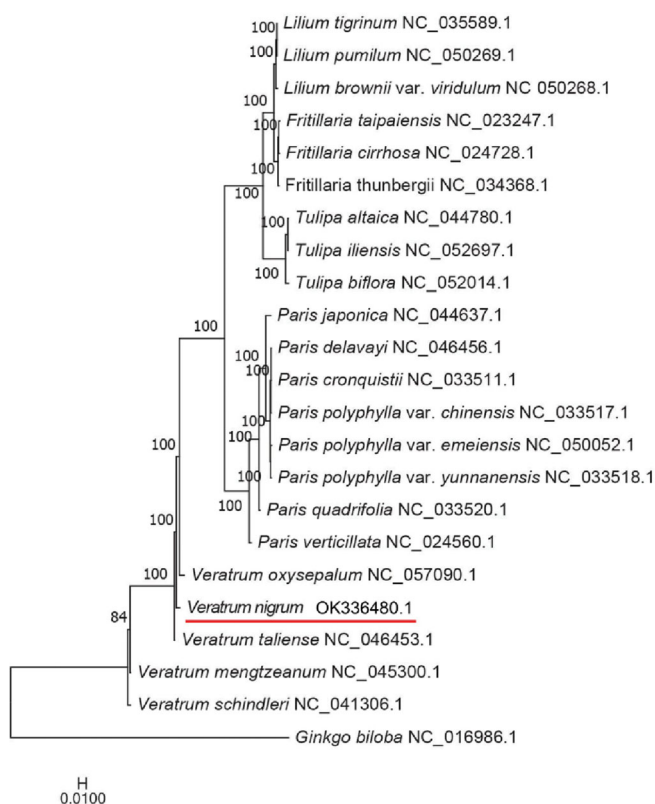 100
Lilium tigrinum NC_035589.1
100
Lilium pumilum NC_050269.1
100
Lilium brownii var. viridulum NC 050268.1
100
Fritillaria taipaiensis NC_023247.1
Fritillaria cirrhosa NC_024728.1
100
Fritillaria thunbergii NC_034368.1
100
100
Tulipa altaica NC_044780.1
Tulipa iliensis NC_052697.1
100
Tulipa biflora NC_052014.1
Paris japonica NC_044637.1
100
Paris delavayi NC_046456.1
100
100
Paris cronquistii NC_033511.1
Paris polyphylla var. chinensis NC_033517.1
100
100
Paris polyphylla var. emeiensis NC_050052.1
100
Paris polyphylla var. yunnanensis NC_033518.1
100
Paris quadrifolia NC_033520.1
100
Paris verticillata NC_024560.1
100
Veratrum oxysepalum NC_057090.1
Veratrum nigrum OK336480.1
84
Veratrum taliense NC_046453.1
Veratrum mengtzeanum NC_045300.1
Veratrum schindleri NC_041306.1
Ginkgo biloba NC_016986.1
0.0100